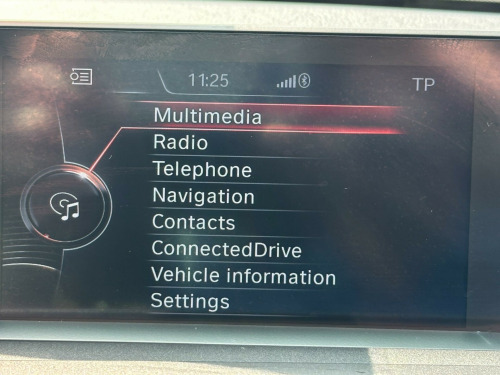 11:25
TP
Multimedia
Radio
Telephone
Navigation
Contacts
ConnectedDrive
Vehicle information
Settings